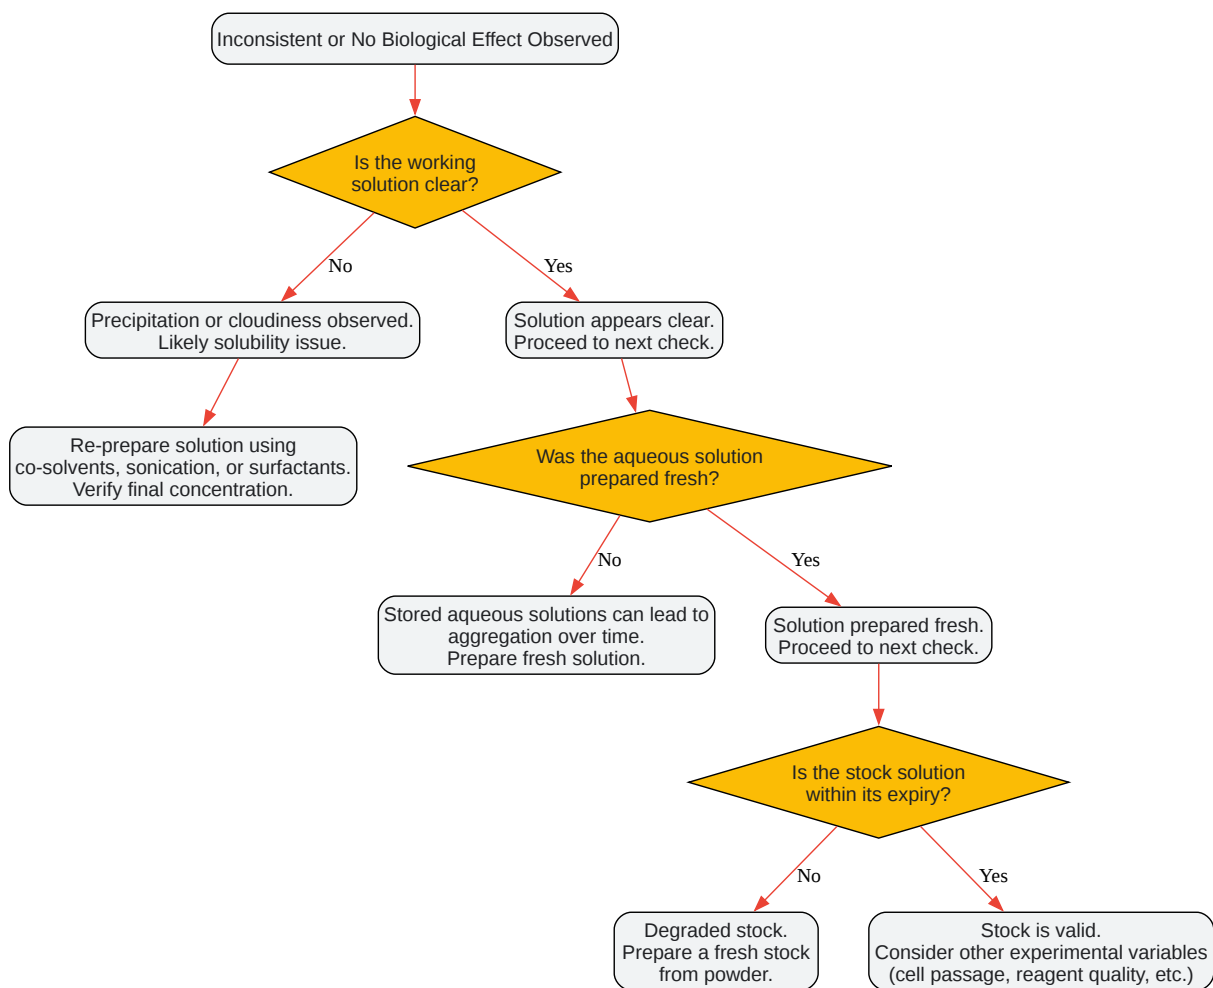 Inconsistent or No Biological Effect Observed
Is the working
solution clear?
No
Yes
Precipitation or cloudiness observed.
Likely solubility issue.
Solution appears clear.
Proceed to next check.
Re-prepare solution using
co-solvents, sonication, or surfactants.
Verify final concentration.
Was the aqueous solution
prepared fresh?
No
Yes
Stored aqueous solutions can lead to
aggregation over time.
Prepare fresh solution.
Solution prepared fresh.
Proceed to next check.
Is the stock solution
within its expiry?
No
Yes
Degraded stock.
Prepare a fresh stock
from powder.
Stock is valid.
Consider other experimental variables
(cell passage, reagent quality, etc.)